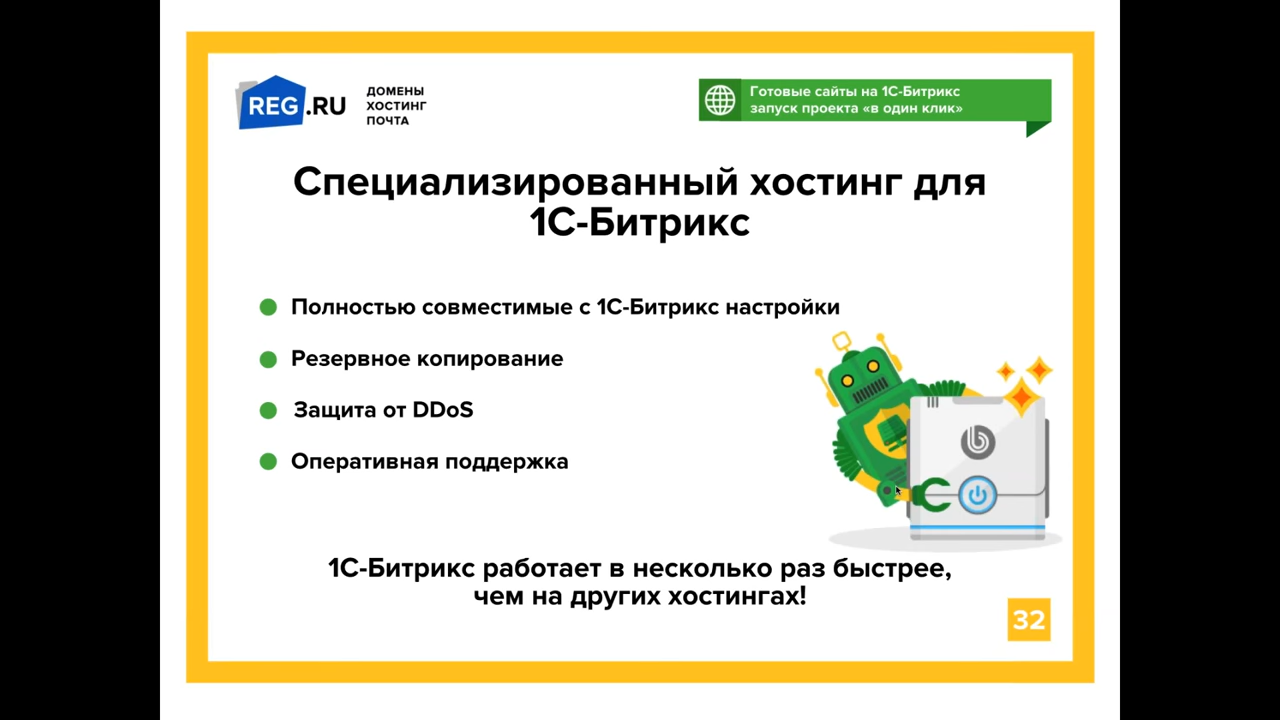 REG.RU
ДОМЕНЫ
ХОСТИНГ
ПОЧТА
Готовые сайты на 1С-Битрикс
запуск проекта «в один клик»
Специализированный хостинг для
1С-Битрикс
Полностью совместимые с 1С-Битрикс настройки
Резервное копирование
Защита от DDoS
Оперативная поддержка
1С-Битрикс работает в несколько раз быстрее,
чем на других хостингах!
32